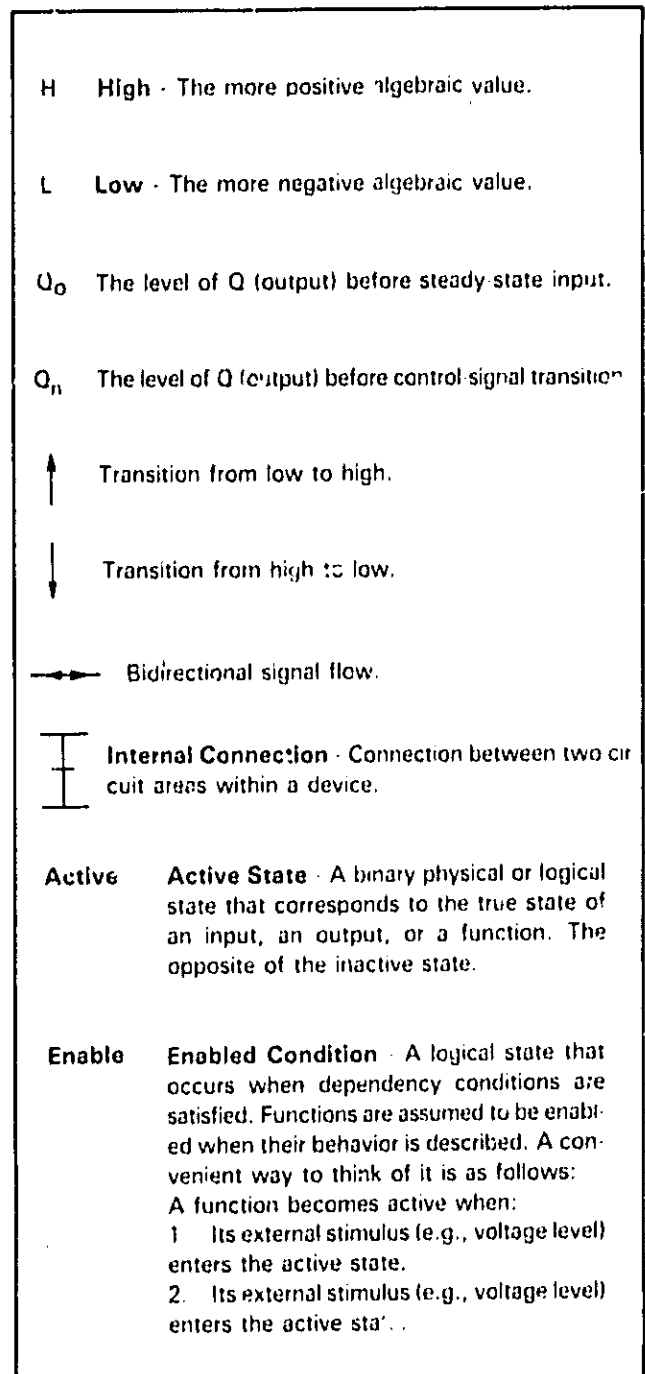 H High - The more positive algebraic value.
L Low - The more negative algebraic value.
Q₀ The level of Q (output) before steady-state input.
Qₙ The level of Q (output) before control-signal transition
Transition from low to high.
Transition from high to low.
Bidirectional signal flow.
Internal Connection - Connection between two cir
cuit areas within a device.
Active Active State - A binary physical or logical
state that corresponds to the true state of
an input, an output, or a function. The
opposite of the inactive state.
Enable Enabled Condition - A logical state that
occurs when dependency conditions are
satisfied. Functions are assumed to be enabl-
ed when their behavior is described. A con-
venient way to think of it is as follows:
A function becomes active when:
1 Its external stimulus (e.g., voltage level)
enters the active state.
2. Its external stimulus (e.g., voltage level)
enters the active